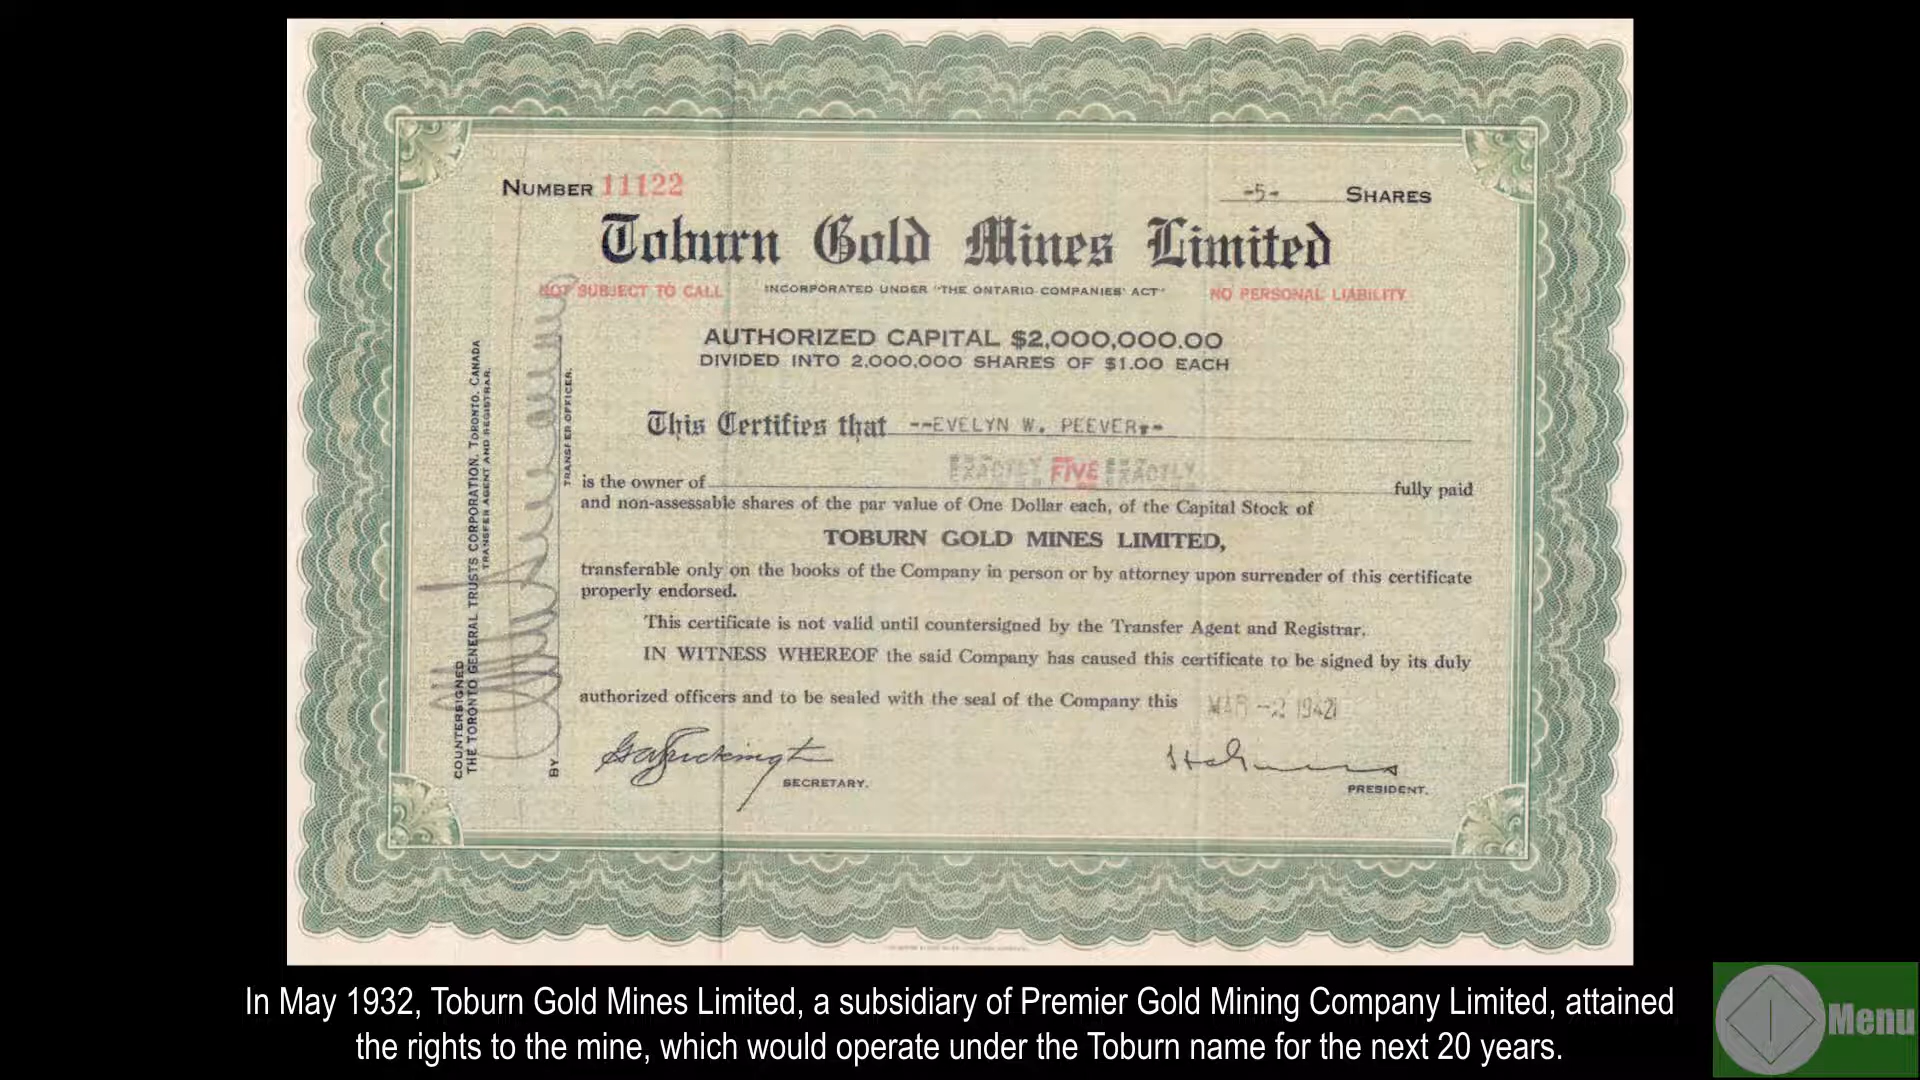 NUMBER 11122
-5- SHARES
Toburn Gold Mines Limited
NOT SUBJECT TO CALL
INCORPORATED UNDER "THE ONTARIO COMPANIES' ACT"
NO PERSONAL LIABILITY
AUTHORIZED CAPITAL $2,000,000.00
DIVIDED INTO 2,000,000 SHARES OF $1.00 EACH
This Certifies that --EVELYN W. PEEVER--
EXACTLY FIVE EXACTLY
is the owner of fully paid
and non-assessable shares of the par value of One Dollar each, of the Capital Stock of
TOBURN GOLD MINES LIMITED,
transferable only on the books of the Company in person or by attorney upon surrender of this certificate
properly endorsed.
This certificate is not valid until countersigned by the Transfer Agent and Registrar.
IN WITNESS WHEREOF the said Company has caused this certificate to be signed by its duly
authorized officers and to be sealed with the seal of the Company this MAR -2 1942
SECRETARY.
PRESIDENT.
COUNTERSIGNED
THE TORONTO GENERAL TRUSTS CORPORATION, TORONTO, CANADA
TRANSFER AGENT AND REGISTRAR.
BY
TRANSFER OFFICER.
In May 1932, Toburn Gold Mines Limited, a subsidiary of Premier Gold Mining Company Limited, attained
the rights to the mine, which would operate under the Toburn name for the next 20 years.
Menu